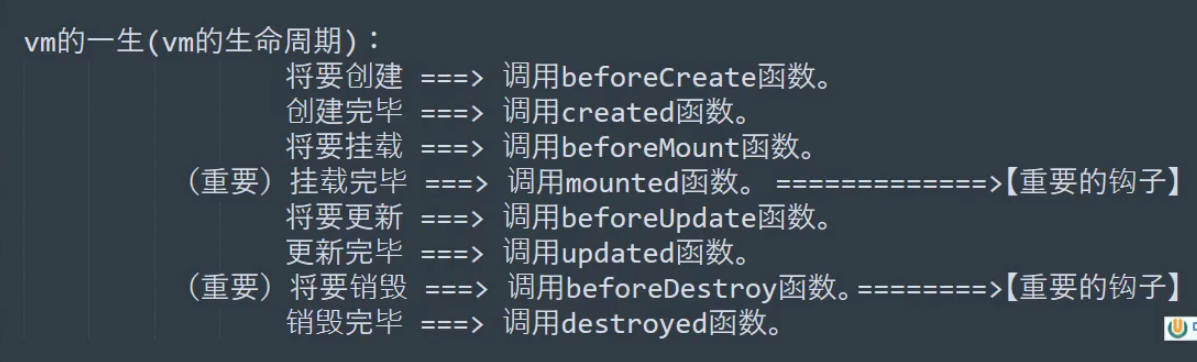 vm的一生(vm的生命周期)：
将要创建 ===> 调用beforeCreate函数。
创建完毕 ===> 调用created函数。
将要挂载 ===> 调用beforeMount函数。
（重要）挂载完毕 ===> 调用mounted函数。 =============>【重要的钩子】
将要更新 ===> 调用beforeUpdate函数。
更新完毕 ===> 调用updated函数。
（重要）将要销毁 ===> 调用beforeDestroy函数。========>【重要的钩子】
销毁完毕 ===> 调用destroyed函数。